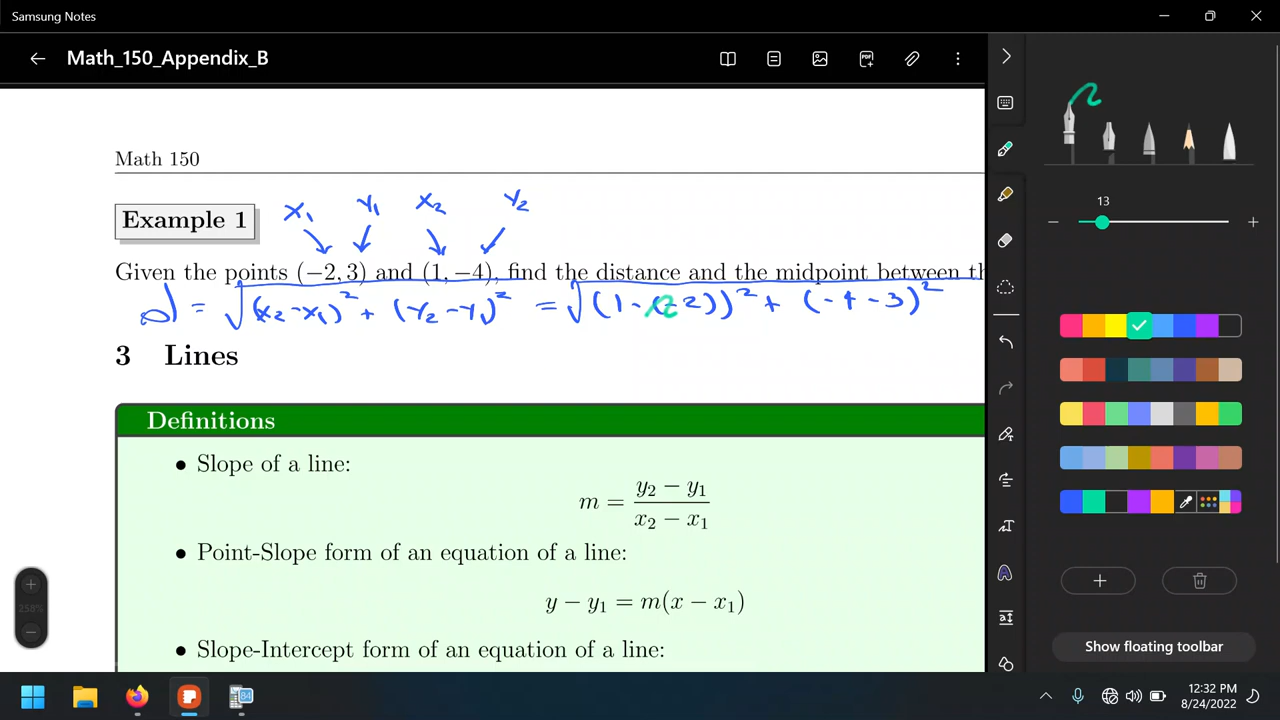 Samsung Notes
Math_150_Appendix_B
Math 150
13
x₁ y₁ x₂ y₂
Example 1
Given the points (−2, 3) and (1, −4), find the distance and the midpoint between th
d = √(x₂ − x₁)² + (y₂ − y₁)² = √(1 − (−2))² + (−4 − 3)²
3 Lines
Definitions
• Slope of a line:
m = (y₂ − y₁)/(x₂ − x₁)
• Point-Slope form of an equation of a line:
y − y₁ = m(x − x₁)
• Slope-Intercept form of an equation of a line:
258%
Show floating toolbar
84
12:32 PM
8/24/2022